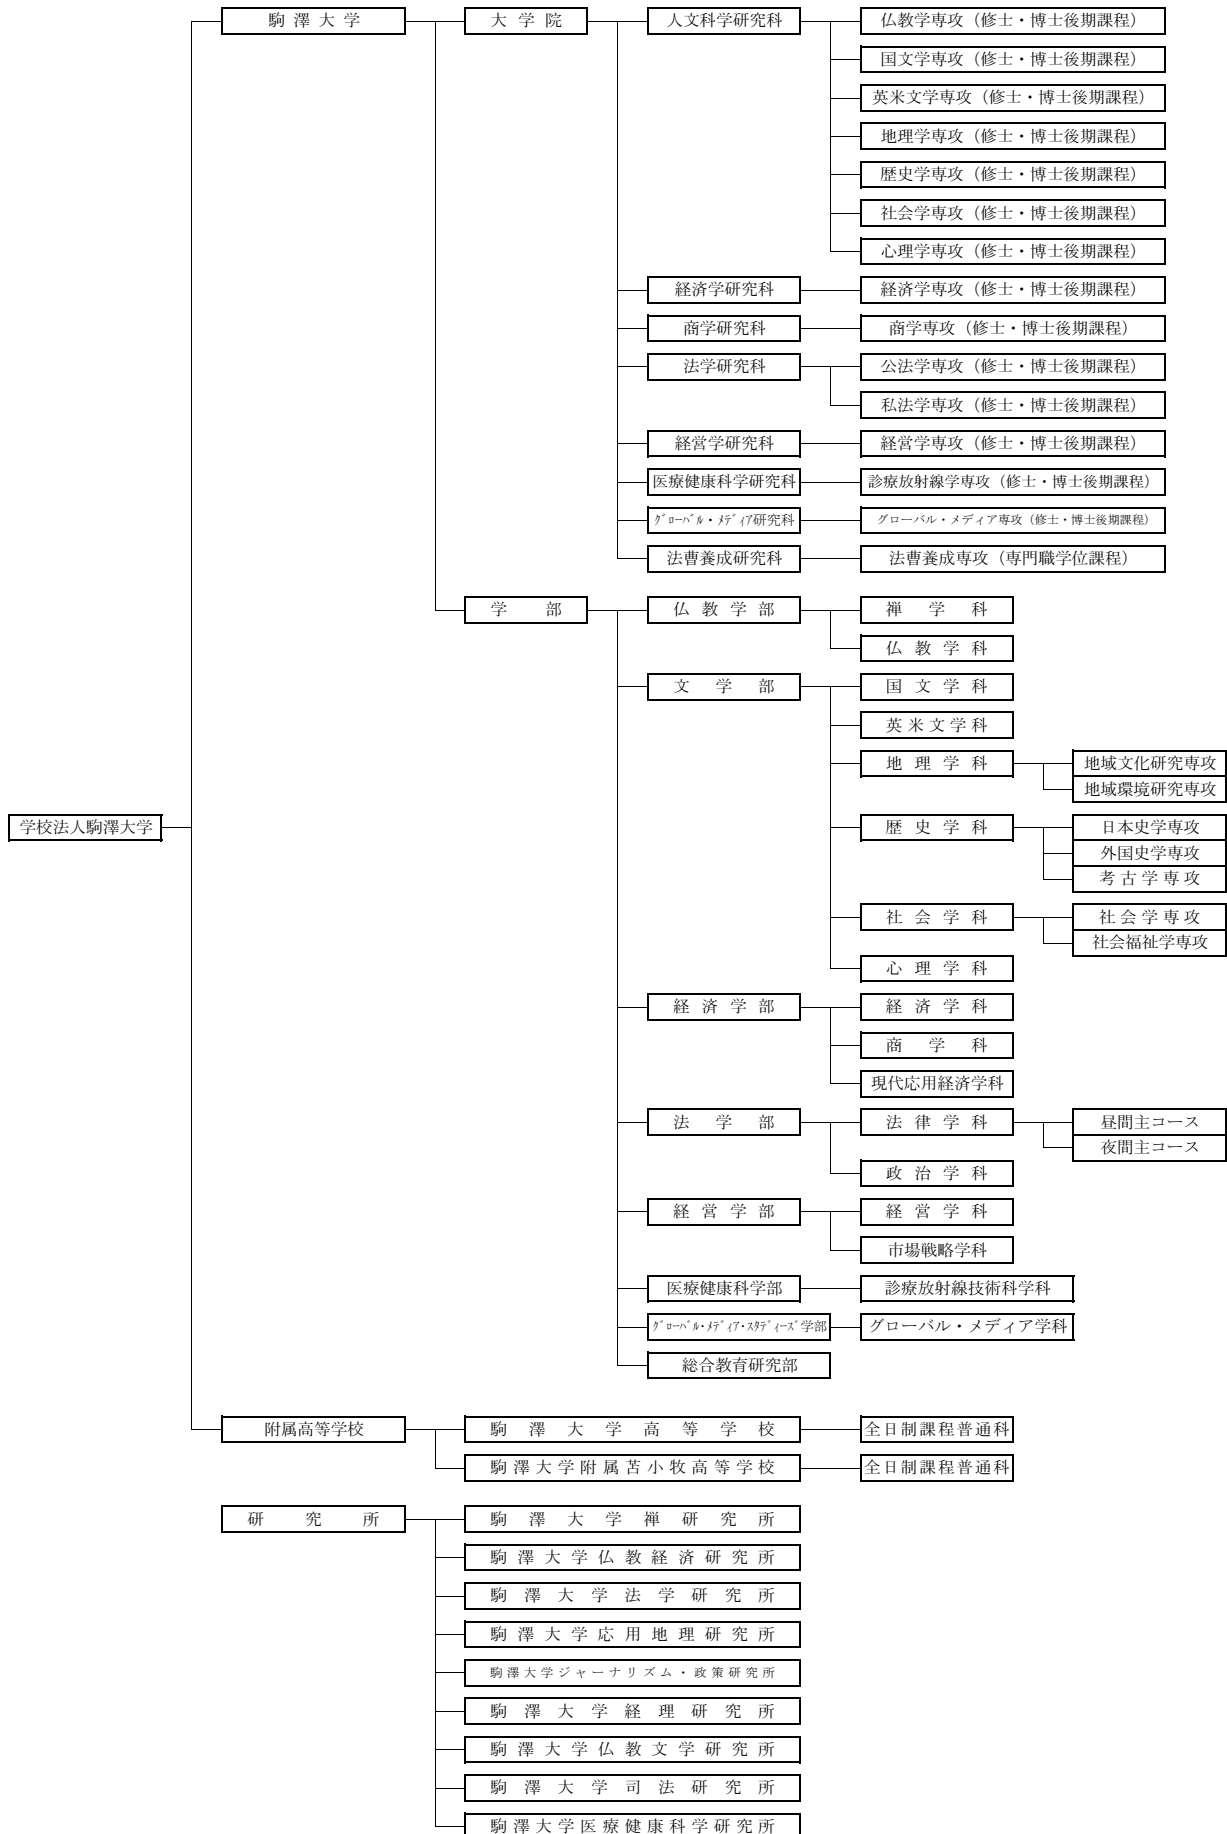 駒澤大学
大学院
人文科学研究科
仏教学専攻（修士・博士後期課程）
国文学専攻（修士・博士後期課程）
英米文学専攻（修士・博士後期課程）
地理学専攻（修士・博士後期課程）
歴史学専攻（修士・博士後期課程）
社会学専攻（修士・博士後期課程）
心理学専攻（修士・博士後期課程）
経済学研究科
経済学専攻（修士・博士後期課程）
商学研究科
商学専攻（修士・博士後期課程）
法学研究科
公法学専攻（修士・博士後期課程）
私法学専攻（修士・博士後期課程）
経営学研究科
経営学専攻（修士・博士後期課程）
医療健康科学研究科
診療放射線学専攻（修士・博士後期課程）
ｸﾞﾛｰﾊﾞﾙ・ﾒﾃﾞｨｱ研究科
グローバル・メディア専攻（修士・博士後期課程）
法曹養成研究科
法曹養成専攻（専門職学位課程）
学部
仏教学部
禅学科
仏教学科
文学部
国文学科
英米文学科
地理学科
地域文化研究専攻
地域環境研究専攻
学校法人駒澤大学
歴史学科
日本史学専攻
外国史学専攻
考古学専攻
社会学科
社会学専攻
社会福祉学専攻
心理学科
経済学部
経済学科
商学科
現代応用経済学科
法学部
法律学科
昼間主コース
夜間主コース
政治学科
経営学部
経営学科
市場戦略学科
医療健康科学部
診療放射線技術科学科
ｸﾞﾛｰﾊﾞﾙ・ﾒﾃﾞｨｱ・ｽﾀﾃﾞｨｰｽﾞ学部
グローバル・メディア学科
総合教育研究部
附属高等学校
駒澤大学高等学校
全日制課程普通科
駒澤大学附属苫小牧高等学校
全日制課程普通科
研究所
駒澤大学禅研究所
駒澤大学仏教経済研究所
駒澤大学法学研究所
駒澤大学応用地理研究所
駒澤大学ジャーナリズム・政策研究所
駒澤大学経理研究所
駒澤大学仏教文学研究所
駒澤大学司法研究所
駒澤大学医療健康科学研究所